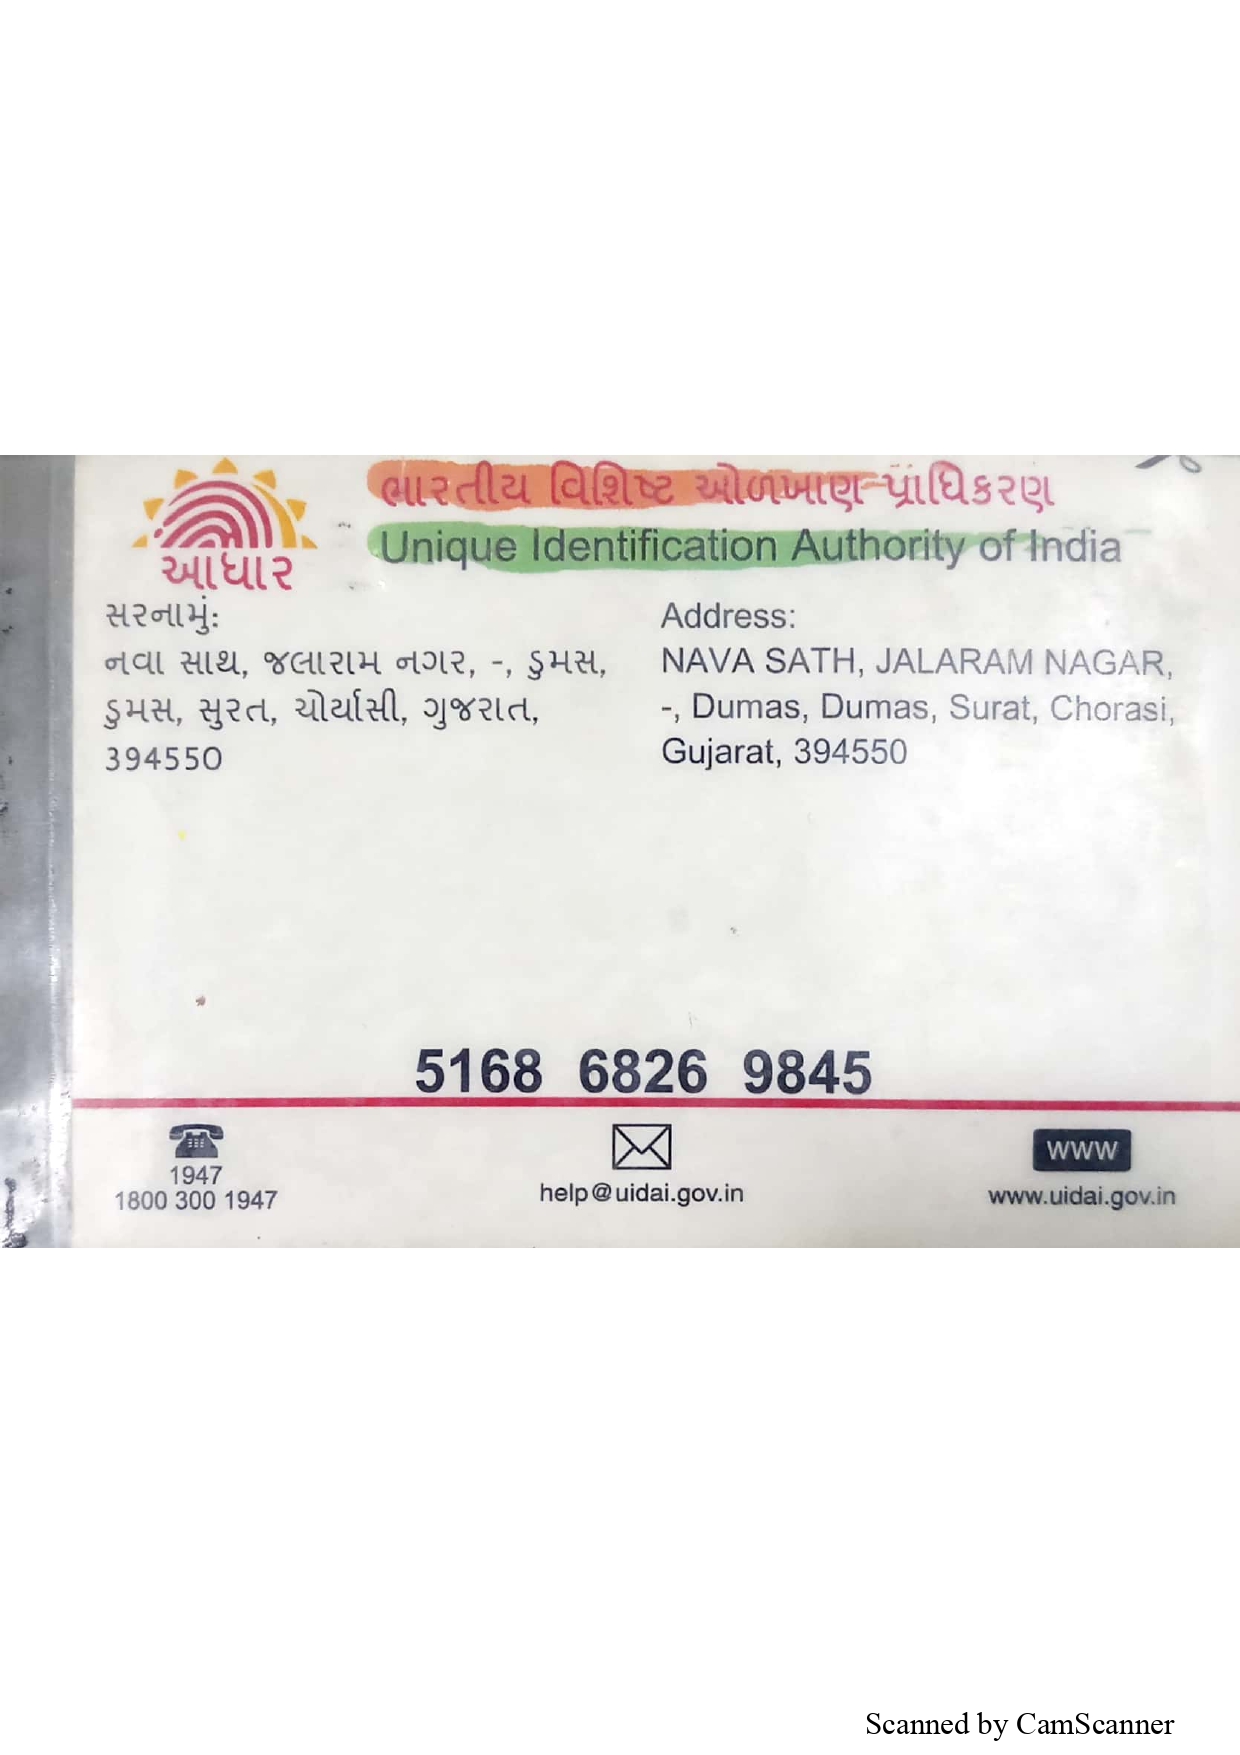 ભારતીય વિશિષ્ટ ઓળખાણ પ્રાધિકરણ
Unique Identification Authority of India
આધાર
સરનામું:
નવા સાથ, જલારામ નગર, -, ડુમસ,
ડુમસ, સુરત, ચોર્યાસી, ગુજરાત,
394550
Address:
NAVA SATH, JALARAM NAGAR,
-, Dumas, Dumas, Surat, Chorasi,
Gujarat, 394550
5168 6826 9845
1947
1800 300 1947
help@uidai.gov.in
www
www.uidai.gov.in
Scanned by CamScanner